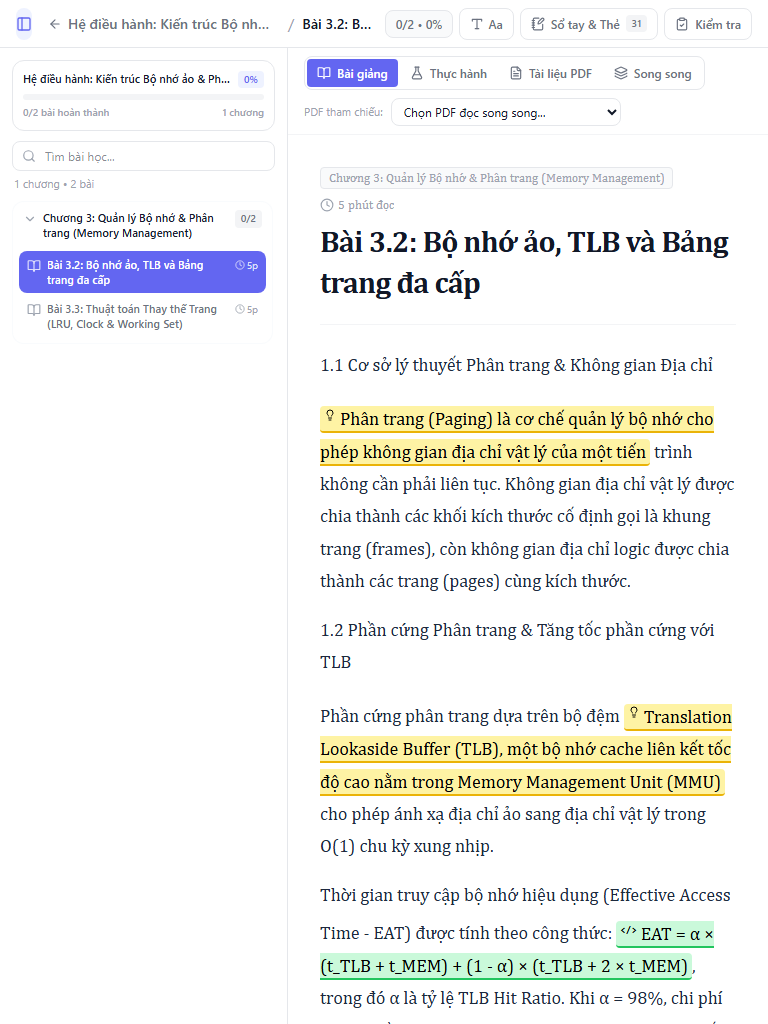 Hệ điều hành: Kiến trúc Bộ nh... / Bài 3.2: B... 0/2 • 0% Aa Sổ tay & Thẻ 31 Kiểm tra
Hệ điều hành: Kiến trúc Bộ nhớ ảo & Ph... 0%
0/2 bài hoàn thành 1 chương
Tìm bài học...
1 chương • 2 bài
Chương 3: Quản lý Bộ nhớ & Phân trang (Memory Management) 0/2
Bài 3.2: Bộ nhớ ảo, TLB và Bảng trang đa cấp 5p
Bài 3.3: Thuật toán Thay thế Trang (LRU, Clock & Working Set) 5p
Bài giảng Thực hành Tài liệu PDF Song song
PDF tham chiếu: Chọn PDF đọc song song...
Chương 3: Quản lý Bộ nhớ & Phân trang (Memory Management)
5 phút đọc
Bài 3.2: Bộ nhớ ảo, TLB và Bảng
trang đa cấp
1.1 Cơ sở lý thuyết Phân trang & Không gian Địa chỉ
Phân trang (Paging) là cơ chế quản lý bộ nhớ cho
phép không gian địa chỉ vật lý của một tiến trình
không cần phải liên tục. Không gian địa chỉ vật lý được
chia thành các khối kích thước cố định gọi là khung
trang (frames), còn không gian địa chỉ logic được chia
thành các trang (pages) cùng kích thước.
1.2 Phần cứng Phân trang & Tăng tốc phần cứng với
TLB
Phần cứng phân trang dựa trên bộ đệm Translation
Lookaside Buffer (TLB), một bộ nhớ cache liên kết tốc
độ cao nằm trong Memory Management Unit (MMU)
cho phép ánh xạ địa chỉ ảo sang địa chỉ vật lý trong
O(1) chu kỳ xung nhịp.
Thời gian truy cập bộ nhớ hiệu dụng (Effective Access
Time - EAT) được tính theo công thức: </> EAT = α ×
(t_TLB + t_MEM) + (1 - α) × (t_TLB + 2 × t_MEM),
trong đó α là tỷ lệ TLB Hit Ratio. Khi α = 98%, chi phí